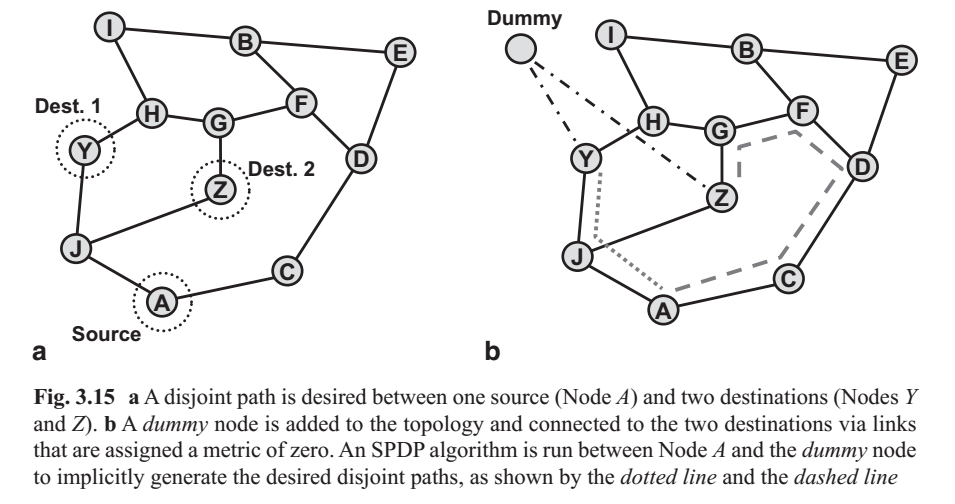 Dummy
I
I
B
B
E
E
Dest. 1
H
G
F
H
G
F
Y
Dest. 2
D
Y
D
Z
Z
J
J
C
C
A
A
Source
a
b
Fig. 3.15 a A disjoint path is desired between one source (Node A) and two destinations (Nodes Y
and Z). b A dummy node is added to the topology and connected to the two destinations via links
that are assigned a metric of zero. An SPDP algorithm is run between Node A and the dummy node
to implicitly generate the desired disjoint paths, as shown by the dotted line and the dashed line